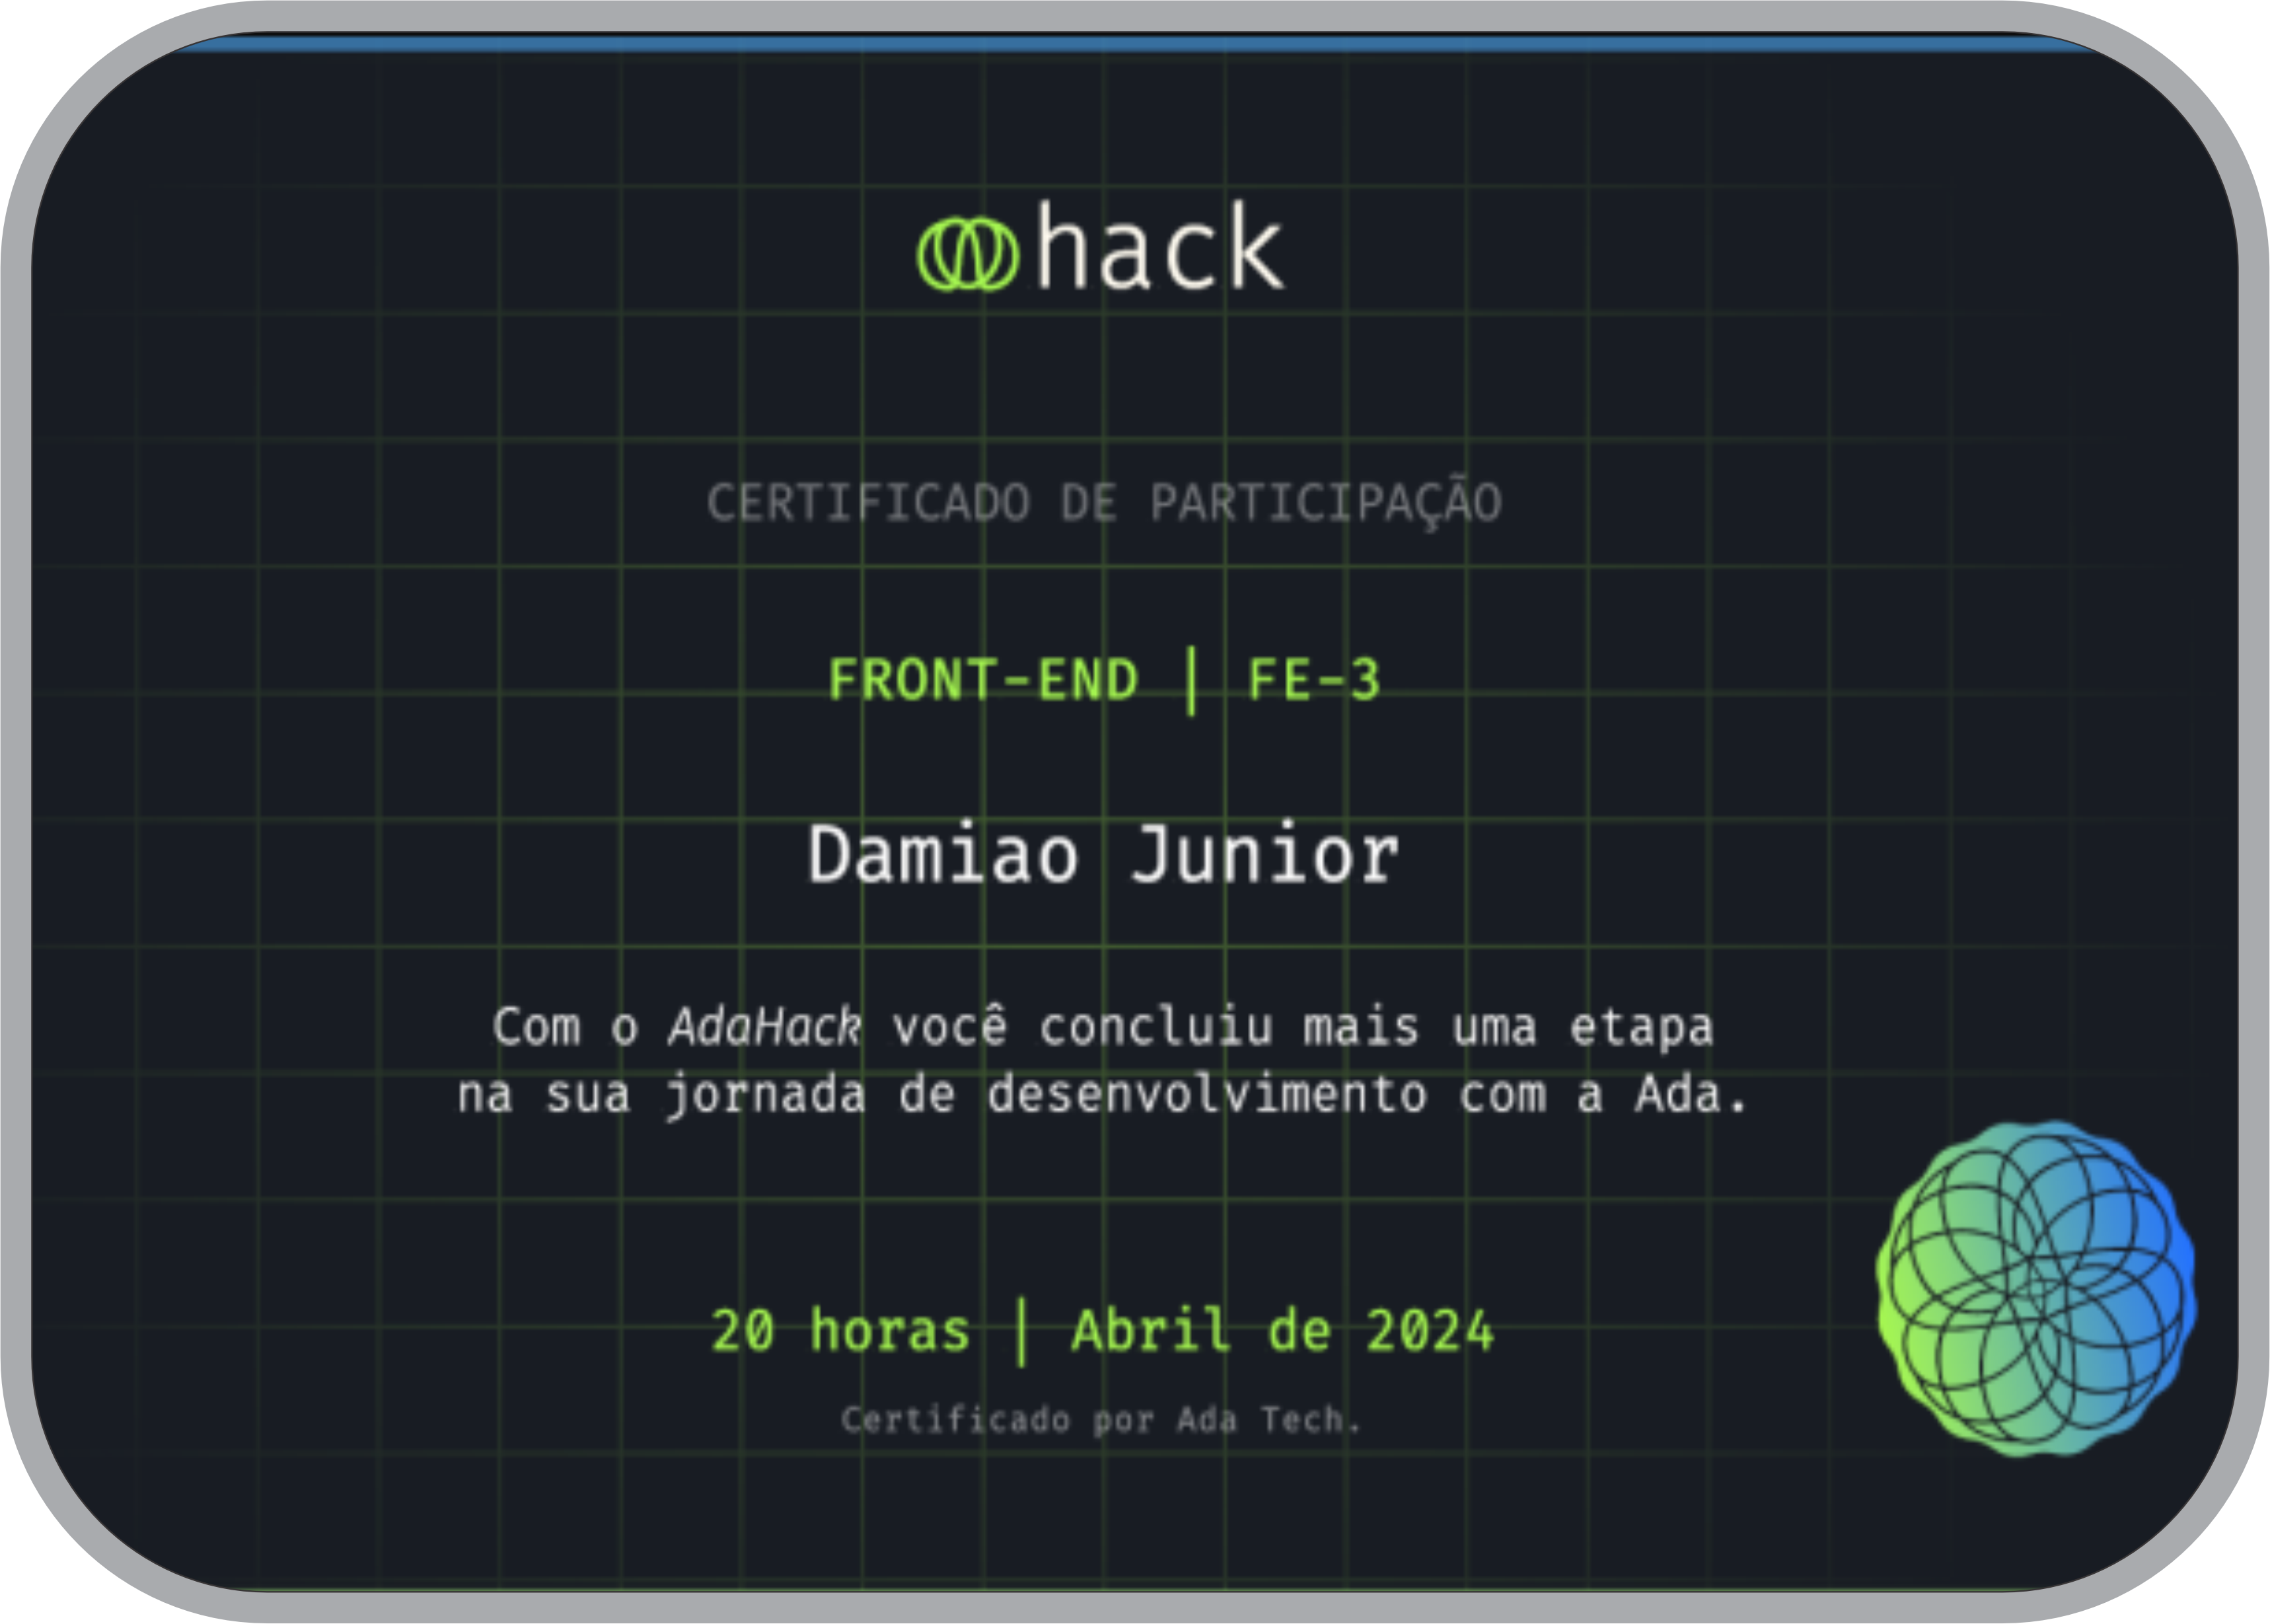 hack
CERTIFICADO DE PARTICIPAÇÃO
FRONT-END | FE-3
Damiao Junior
Com o AdaHack você concluiu mais uma etapa
na sua jornada de desenvolvimento com a Ada.
20 horas | Abril de 2024
Certificado por Ada Tech.